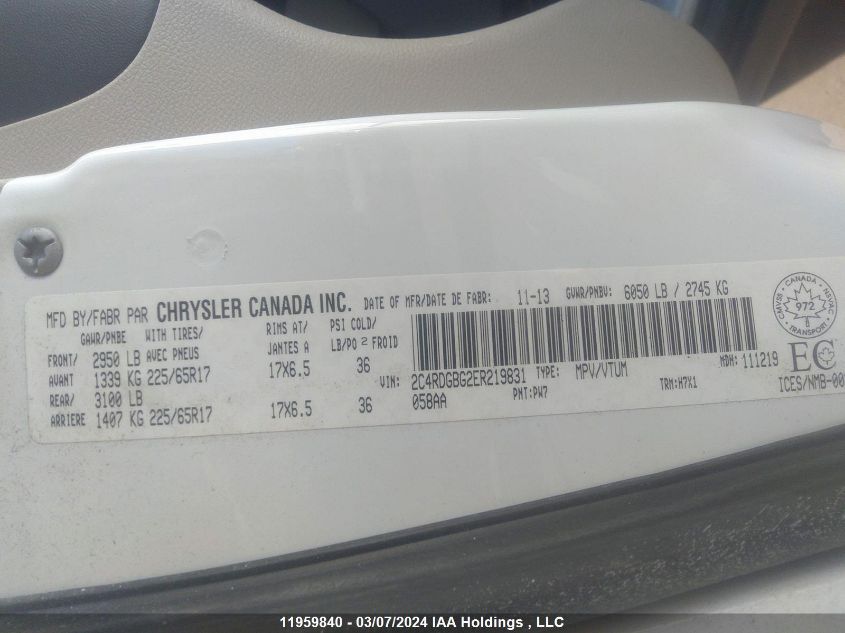 MFD BY/FABR PAR CHRYSLER CANADA INC. DATE OF MFR/DATE DE FABR: 11-13 GVWR/PNBV: 6050 LB / 2745 KG
GAWR/PNBE WITH TIRES/ RIMS AT/ PSI COLD/
AVEC PNEUS JANTES A LB/PO² FROID
FRONT/ 2950 LB
AVANT 1339 KG 225/65R17 17X6.5 36
REAR/ 3100 LB
ARRIERE 1407 KG 225/65R17 17X6.5 36
VIN: 2C4RDGBG2ER219831 TYPE: MPV/VTUM MDH: 111219
058AA PNT:PW7 TRM:H7X1
CANADA
CMVSS NSVAC
972
TRANSPORT
EC
ICES/NMB-00
11959840 - 03/07/2024 IAA Holdings , LLC